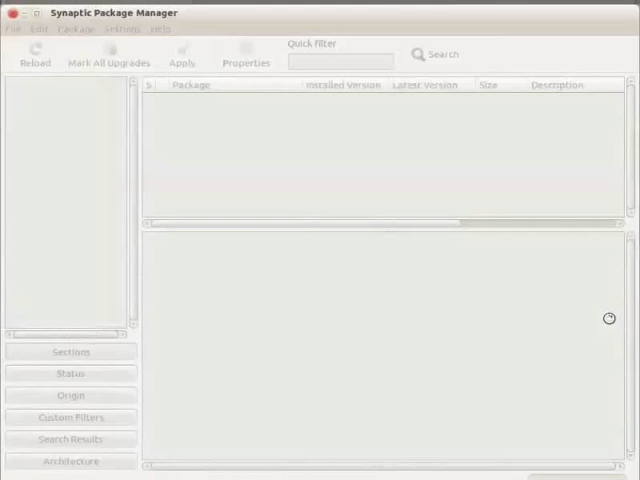 Synaptic Package Manager
File Edit Package Settings Help
Reload Mark All Upgrades Apply Properties Quick filter Search
S Package Installed Version Latest Version Size Description
Sections
Status
Origin
Custom Filters
Search Results
Architecture